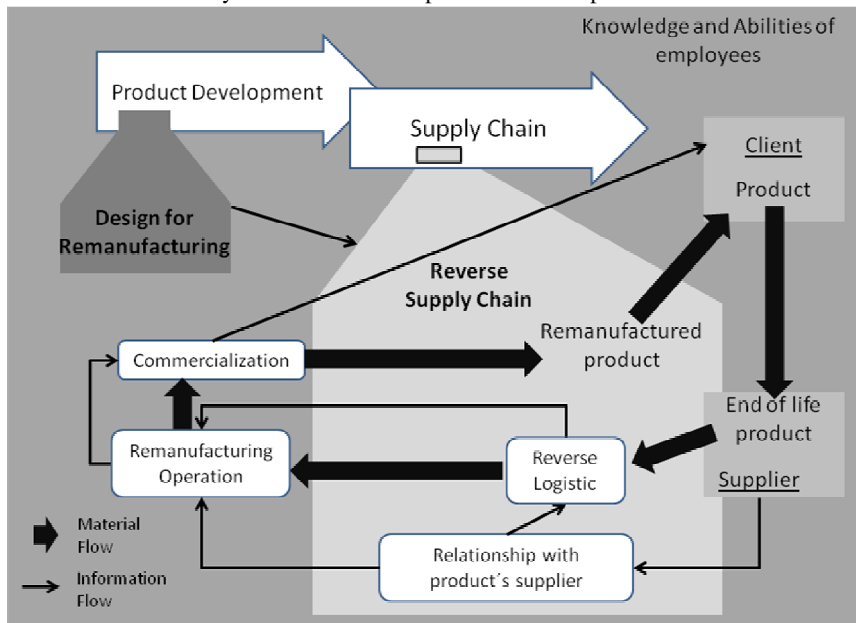 Knowledge and Abilities of
employees
Product Development
Supply Chain
Client
Product
Design for
Remanufacturing
Reverse
Supply Chain
Remanufactured
product
Commercialization
End of life
product
Supplier
Remanufacturing
Operation
Reverse
Logistic
Relationship with
product´s supplier
Material
Flow
Information
Flow